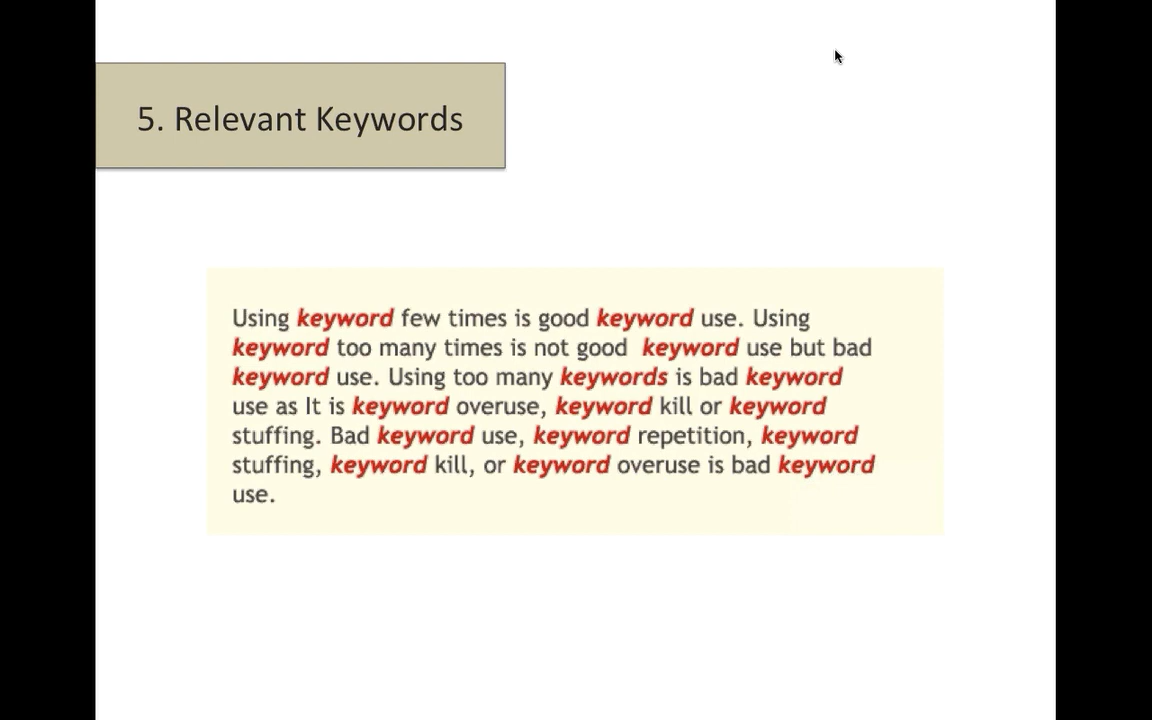 5. Relevant Keywords
Using keyword few times is good keyword use. Using
keyword too many times is not good keyword use but bad
keyword use. Using too many keywords is bad keyword
use as It is keyword overuse, keyword kill or keyword
stuffing. Bad keyword use, keyword repetition, keyword
stuffing, keyword kill, or keyword overuse is bad keyword
use.